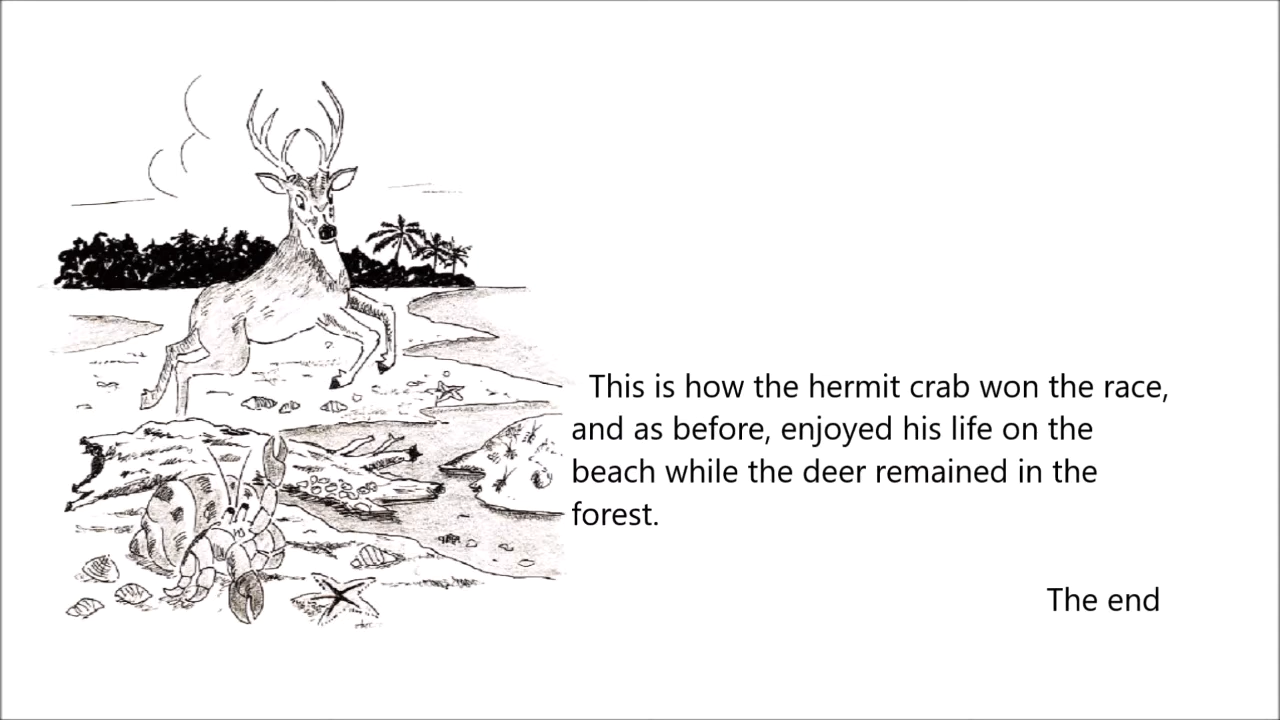 This is how the hermit crab won the race,
and as before, enjoyed his life on the
beach while the deer remained in the
forest.
The end